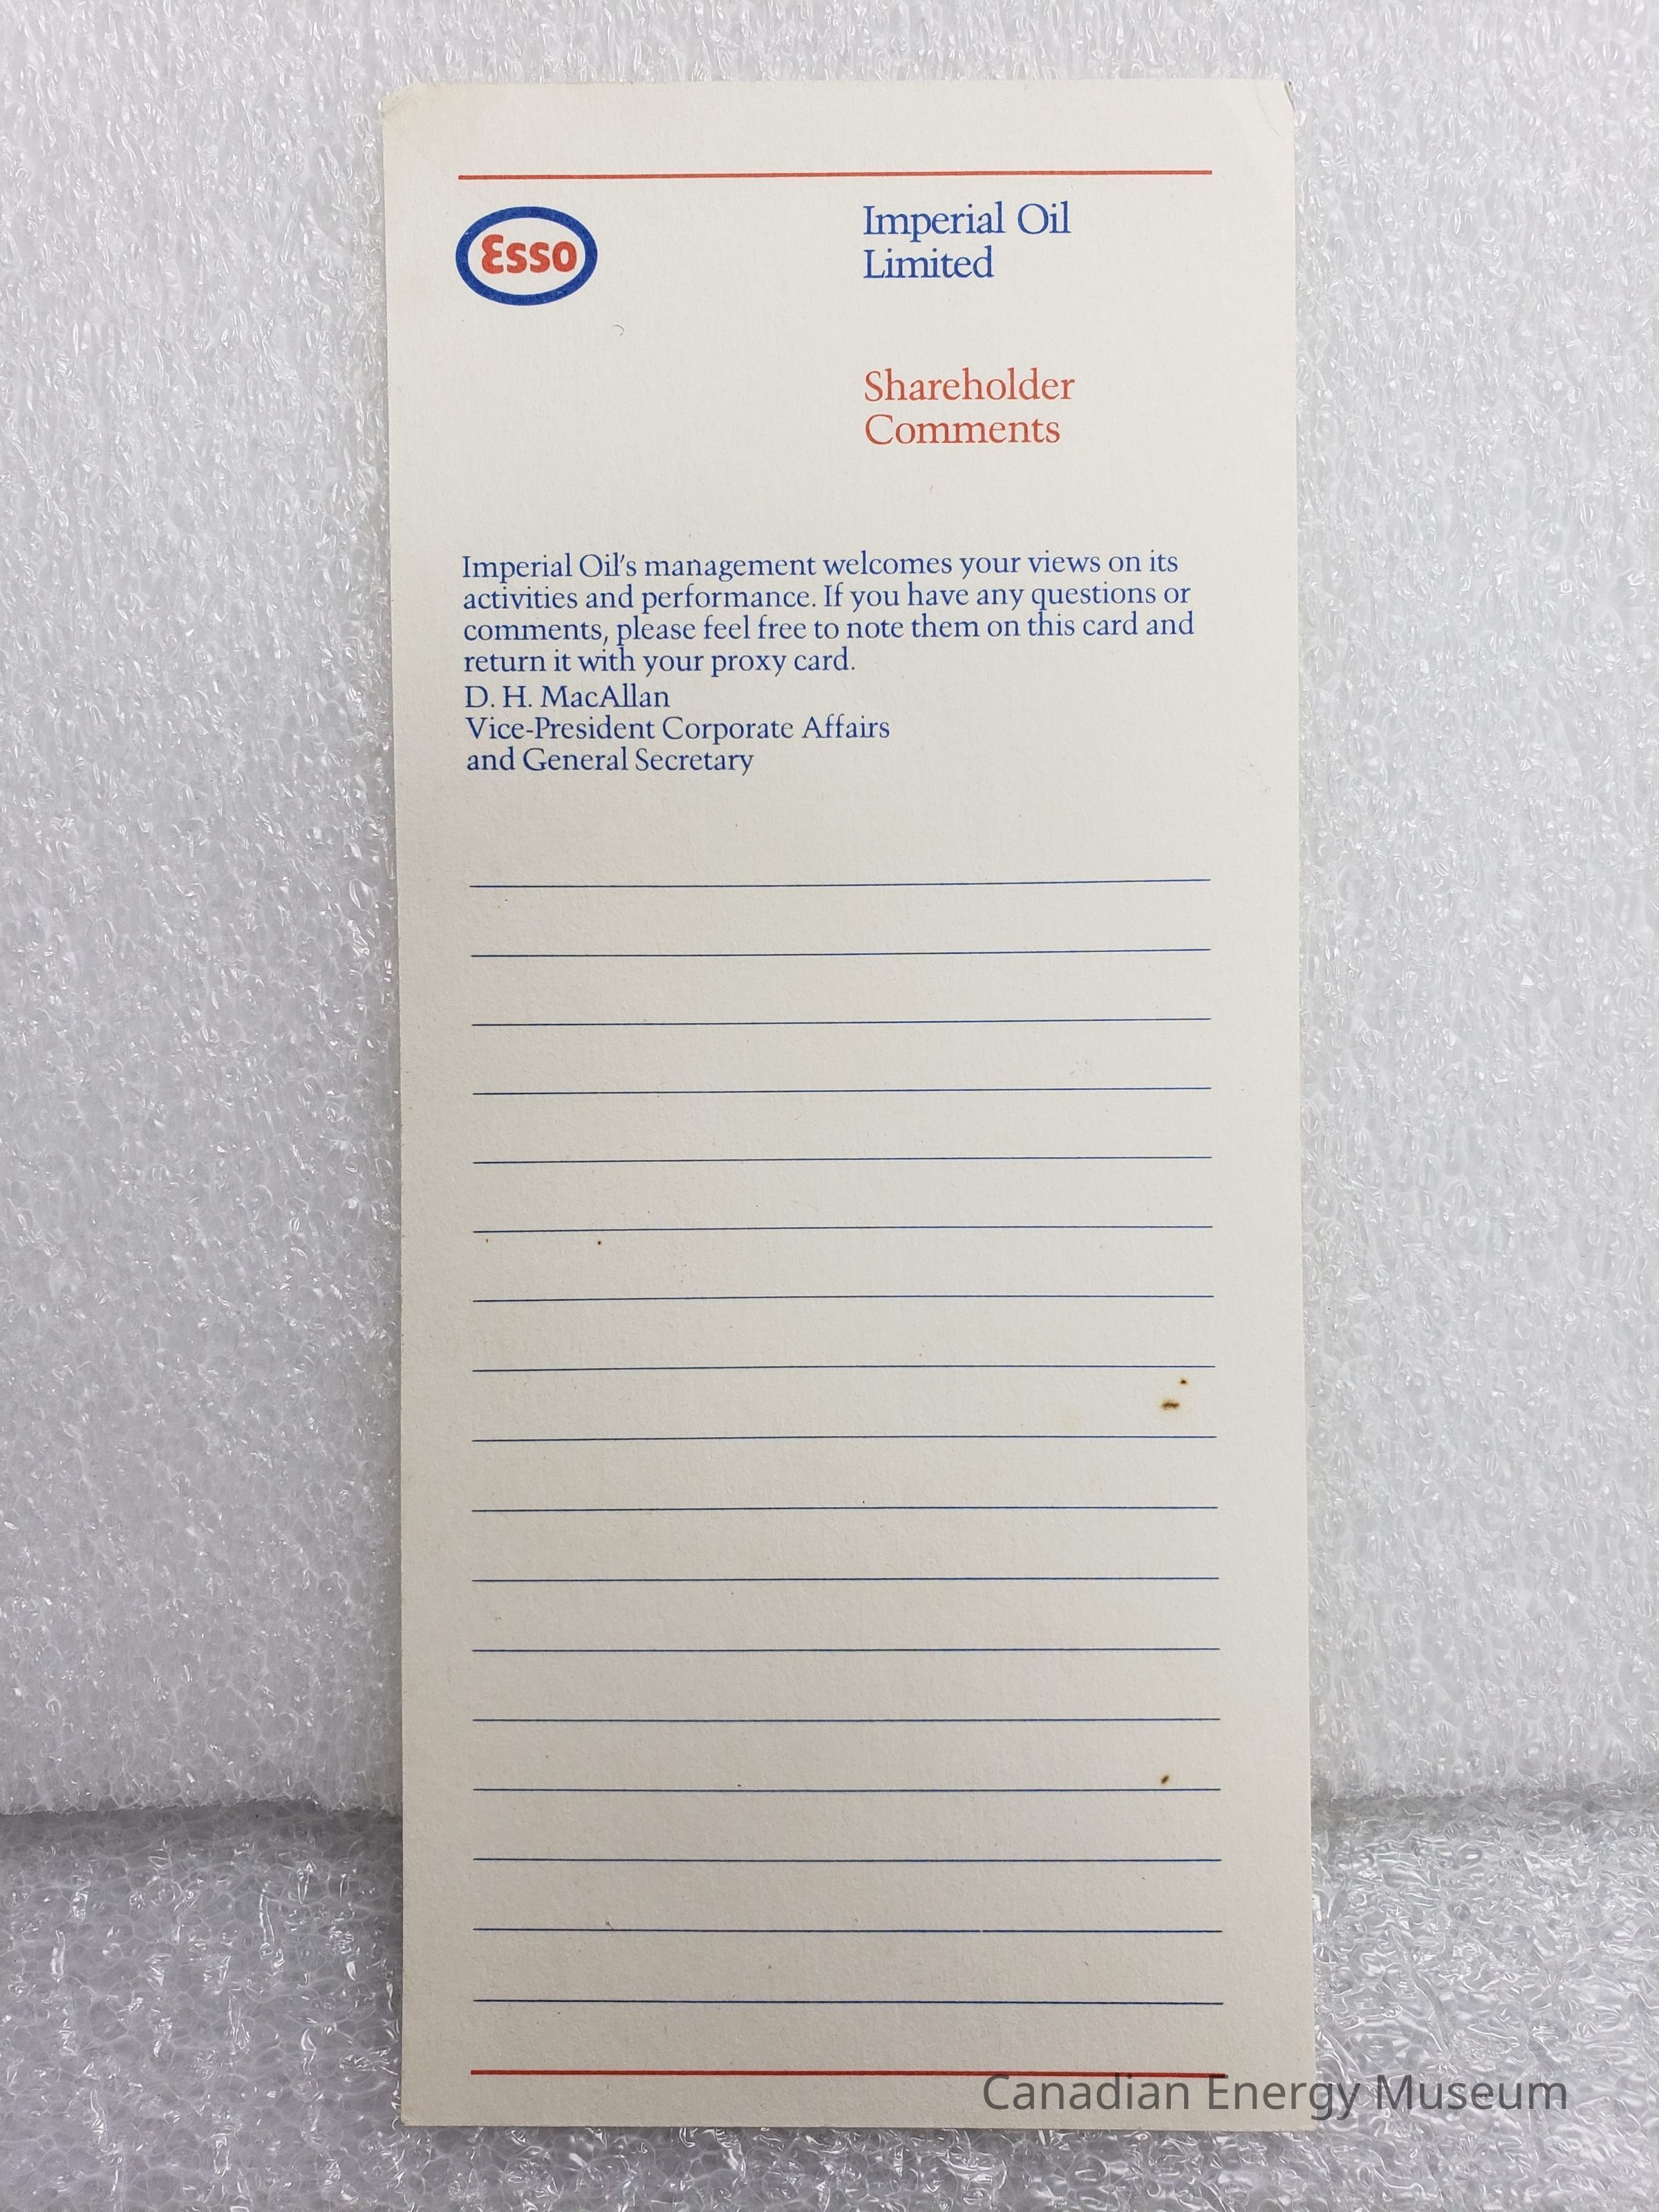 Esso
Imperial Oil
Limited
Shareholder
Comments
Imperial Oil's management welcomes your views on its
activities and performance. If you have any questions or
comments, please feel free to note them on this card and
return it with your proxy card.
D. H. MacAllan
Vice-President Corporate Affairs
and General Secretary
Canadian Energy Museum